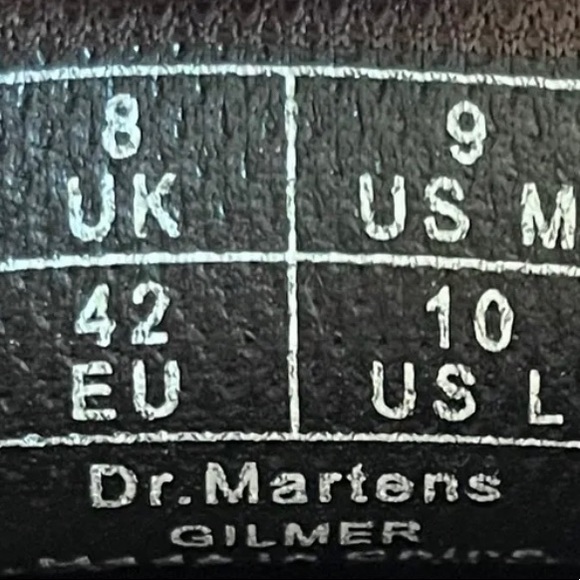 8 9
UK US M
42 10
EU US L
Dr.Martens
GILMER